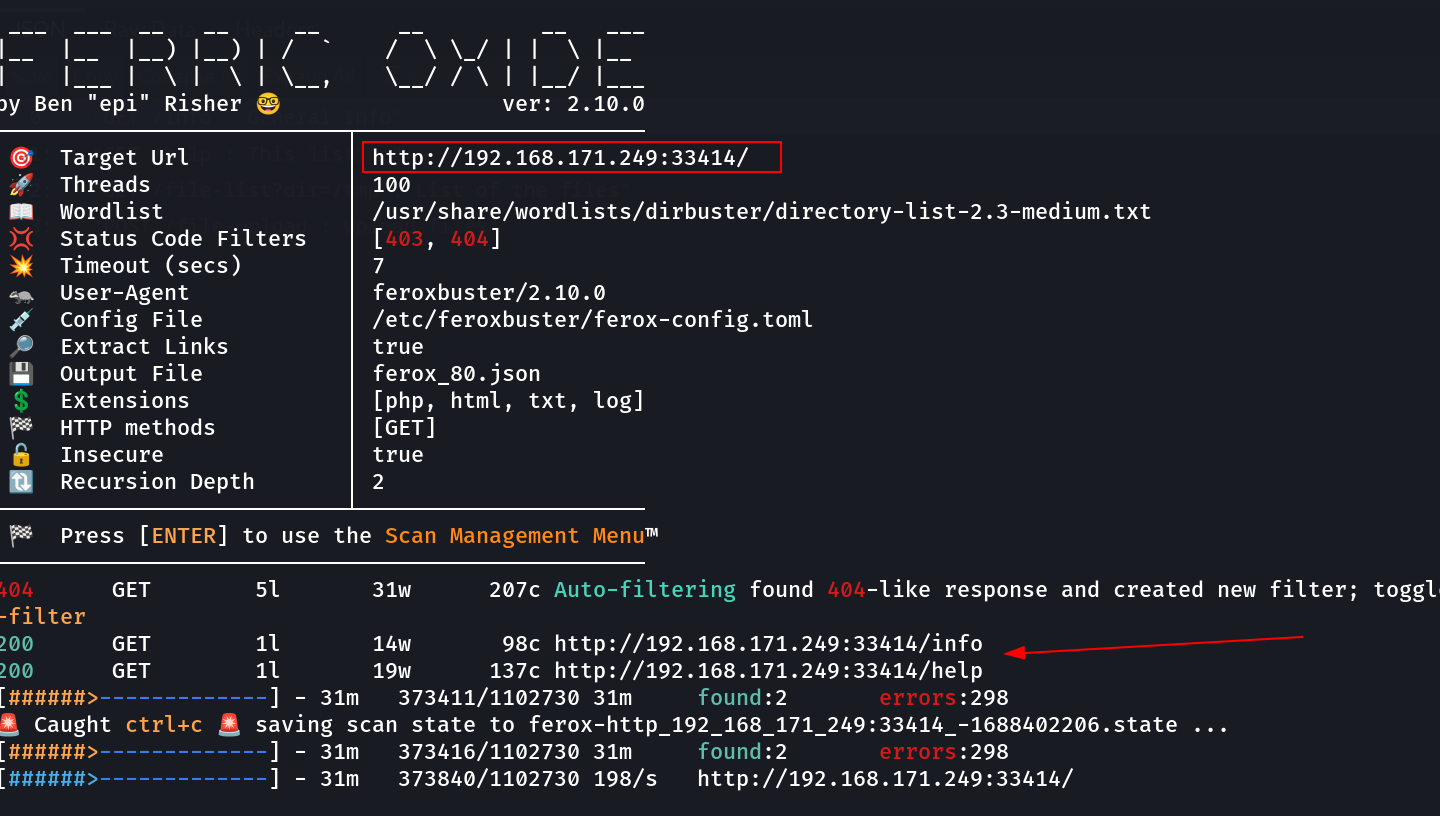 FERRIC OXIDE
by Ben "epi" Risher 🤓 ver: 2.10.0
🎯 Target Url │ http://192.168.171.249:33414/
🚀 Threads │ 100
📖 Wordlist │ /usr/share/wordlists/dirbuster/directory-list-2.3-medium.txt
💢 Status Code Filters │ [403, 404]
💥 Timeout (secs) │ 7
🦡 User-Agent │ feroxbuster/2.10.0
💉 Config File │ /etc/feroxbuster/ferox-config.toml
🔎 Extract Links │ true
💾 Output File │ ferox_80.json
💲 Extensions │ [php, html, txt, log]
🏁 HTTP methods │ [GET]
🔓 Insecure │ true
🔃 Recursion Depth │ 2
🏁 Press [ENTER] to use the Scan Management Menu™
404 GET 5l 31w 207c Auto-filtering found 404-like response and created new filter; toggle
-filter
200 GET 1l 14w 98c http://192.168.171.249:33414/info
200 GET 1l 19w 137c http://192.168.171.249:33414/help
[######>-------------] - 31m 373411/1102730 31m found:2 errors:298
🚨 Caught ctrl+c 🚨 saving scan state to ferox-http_192_168_171_249:33414_-1688402206.state ...
[######>-------------] - 31m 373416/1102730 31m found:2 errors:298
[######>-------------] - 31m 373840/1102730 198/s http://192.168.171.249:33414/